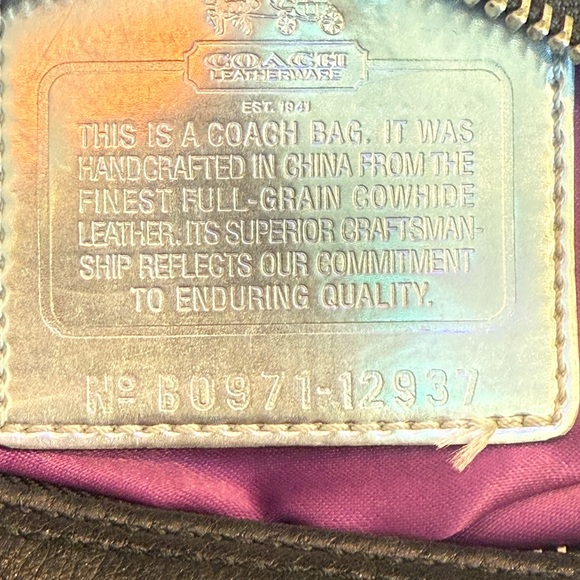 COACH
LEATHERWARE
EST. 1941
THIS IS A COACH BAG. IT WAS
HANDCRAFTED IN CHINA FROM THE
FINEST FULL-GRAIN COWHIDE
LEATHER. ITS SUPERIOR CRAFTSMAN-
SHIP REFLECTS OUR COMMITMENT
TO ENDURING QUALITY.
Nº B0971-12937